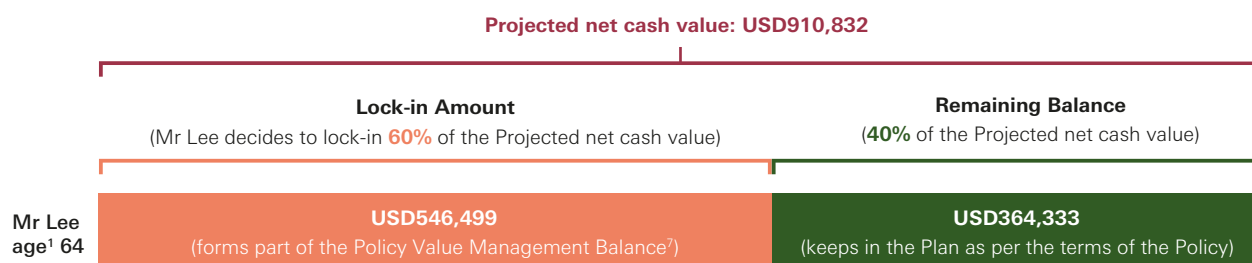 Projected net cash value: USD910,832
Lock-in Amount
(Mr Lee decides to lock-in 60% of the Projected net cash value)
Remaining Balance
(40% of the Projected net cash value)
Mr Lee
age¹ 64
USD546,499
(forms part of the Policy Value Management Balance⁷)
USD364,333
(keeps in the Plan as per the terms of the Policy)